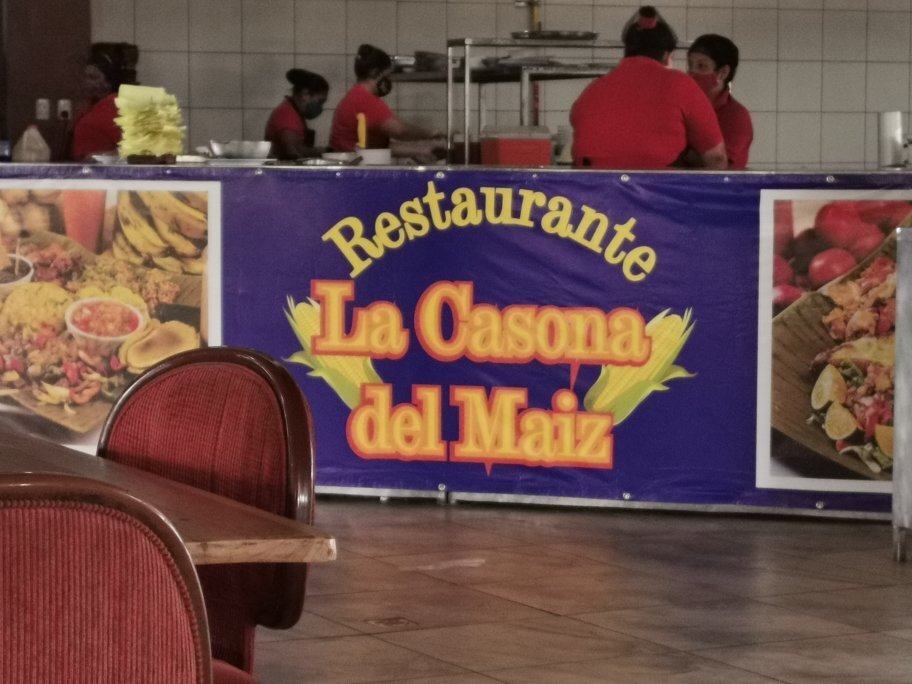 Restaurante
La Casona
del Maiz